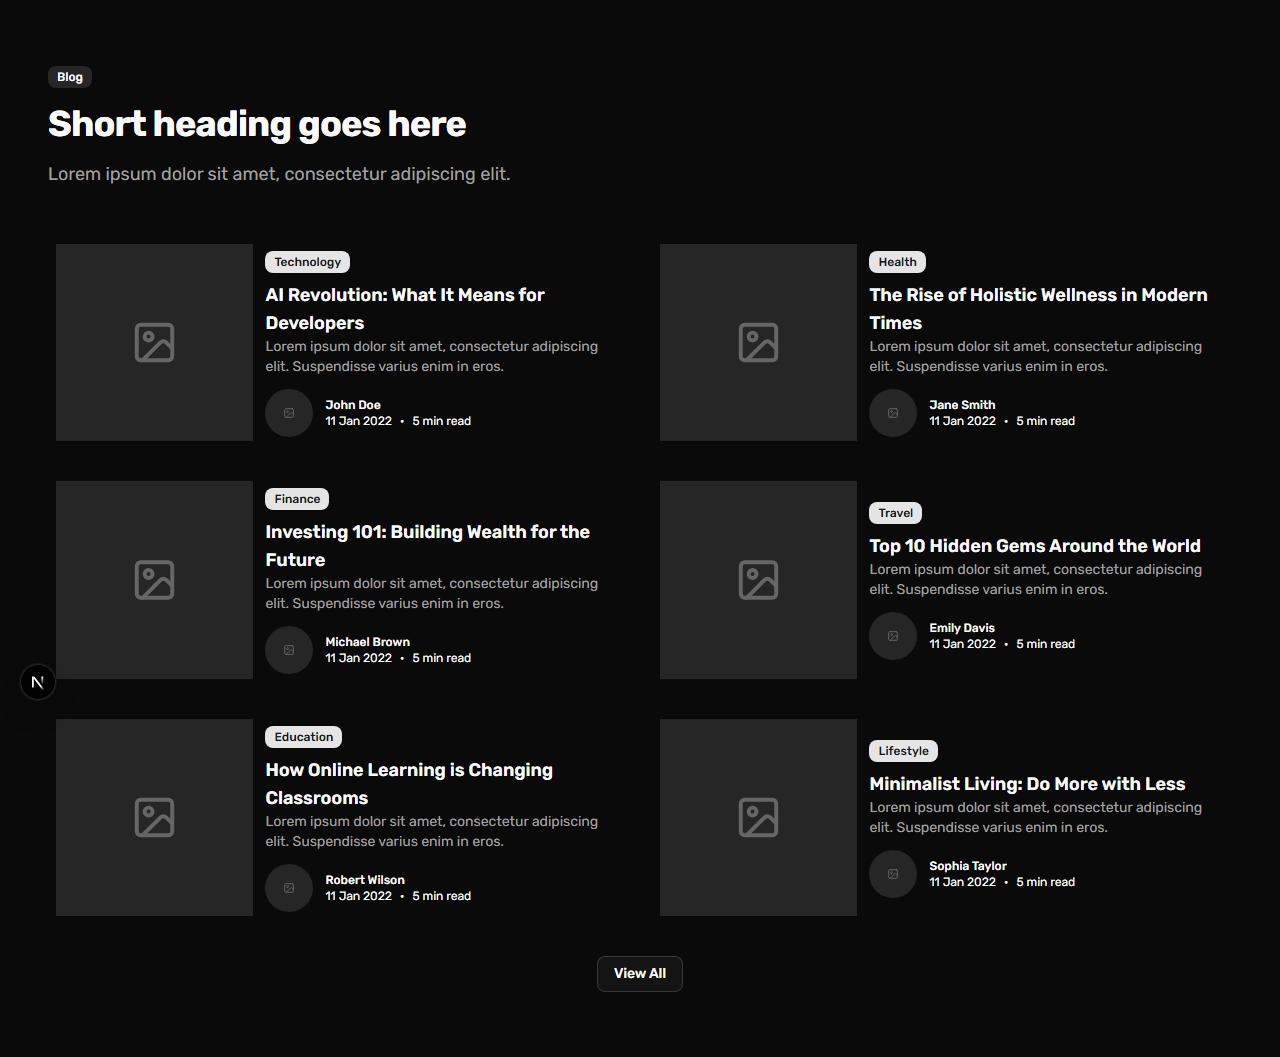 Blog
Short heading goes here
Lorem ipsum dolor sit amet, consectetur adipiscing elit.
Technology
AI Revolution: What It Means for
Developers
Lorem ipsum dolor sit amet, consectetur adipiscing
elit. Suspendisse varius enim in eros.
John Doe
11 Jan 2022 • 5 min read
Health
The Rise of Holistic Wellness in Modern
Times
Lorem ipsum dolor sit amet, consectetur adipiscing
elit. Suspendisse varius enim in eros.
Jane Smith
11 Jan 2022 • 5 min read
Finance
Investing 101: Building Wealth for the
Future
Lorem ipsum dolor sit amet, consectetur adipiscing
elit. Suspendisse varius enim in eros.
Michael Brown
11 Jan 2022 • 5 min read
Travel
Top 10 Hidden Gems Around the World
Lorem ipsum dolor sit amet, consectetur adipiscing
elit. Suspendisse varius enim in eros.
Emily Davis
11 Jan 2022 • 5 min read
N
Education
How Online Learning is Changing
Classrooms
Lorem ipsum dolor sit amet, consectetur adipiscing
elit. Suspendisse varius enim in eros.
Robert Wilson
11 Jan 2022 • 5 min read
Lifestyle
Minimalist Living: Do More with Less
Lorem ipsum dolor sit amet, consectetur adipiscing
elit. Suspendisse varius enim in eros.
Sophia Taylor
11 Jan 2022 • 5 min read
View All